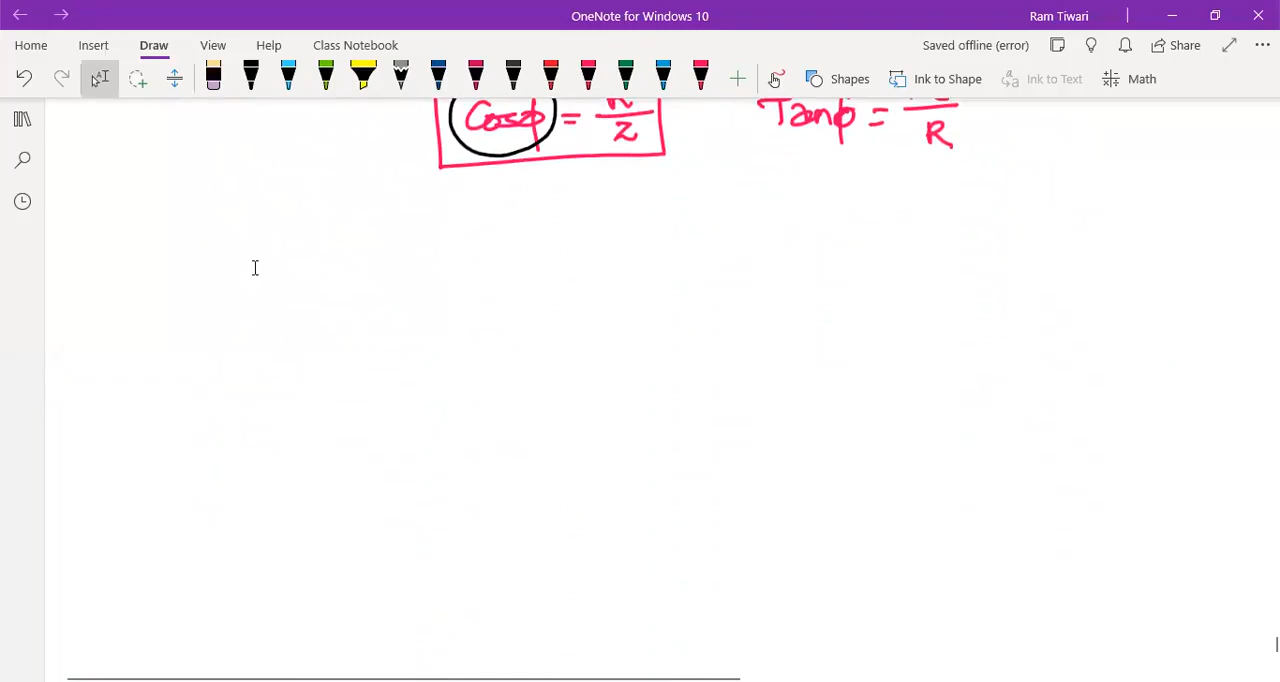 OneNote for Windows 10
Ram Tiwari
Home Insert Draw View Help Class Notebook
Saved offline (error)
Share
Shapes
Ink to Shape
Ink to Text
Math
Cosφ = R/Z
Tanφ = /R